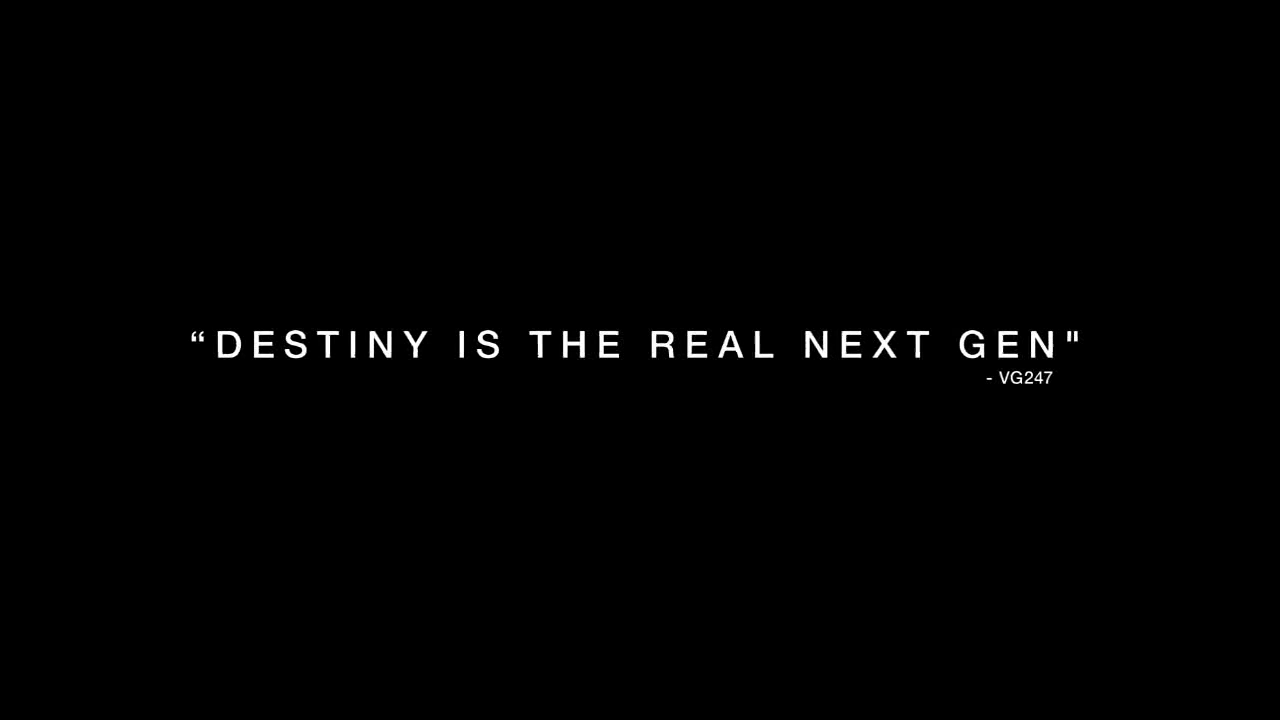 “DESTINY IS THE REAL NEXT GEN"
- VG247